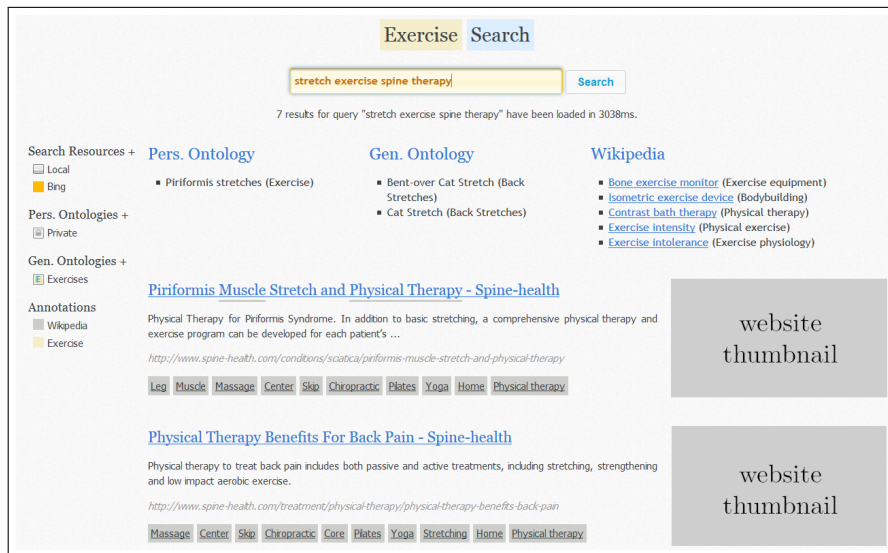 Exercise Search
stretch exercise spine therapy
Search
7 results for query "stretch exercise spine therapy" have been loaded in 3038ms.
Search Resources +
Local
Bing
Pers. Ontologies +
Private
Gen. Ontologies +
Exercises
Annotations
Wikipedia
Exercise
Pers. Ontology
Piriformis stretches (Exercise)
Gen. Ontology
Bent-over Cat Stretch (Back
Stretches)
Cat Stretch (Back Stretches)
Wikipedia
Bone exercise monitor (Exercise equipment)
Isometric exercise device (Bodybuilding)
Contrast bath therapy (Physical therapy)
Exercise intensity (Physical exercise)
Exercise intolerance (Exercise physiology)
Piriformis Muscle Stretch and Physical Therapy - Spine-health
Physical Therapy for Piriformis Syndrome. In addition to basic stretching, a comprehensive physical therapy and
exercise program can be developed for each patient's ...
http://www.spine-health.com/conditions/sciatica/piriformis-muscle-stretch-and-physical-therapy
Leg Muscle Massage Center Skip Chiropractic Pilates Yoga Home Physical therapy
website
thumbnail
Physical Therapy Benefits For Back Pain - Spine-health
Physical therapy to treat back pain includes both passive and active treatments, including stretching, strengthening
and low impact aerobic exercise.
http://www.spine-health.com/treatment/physical-therapy/physical-therapy-benefits-back-pain
Massage Center Skip Chiropractic Core Pilates Yoga Stretching Home Physical therapy
website
thumbnail